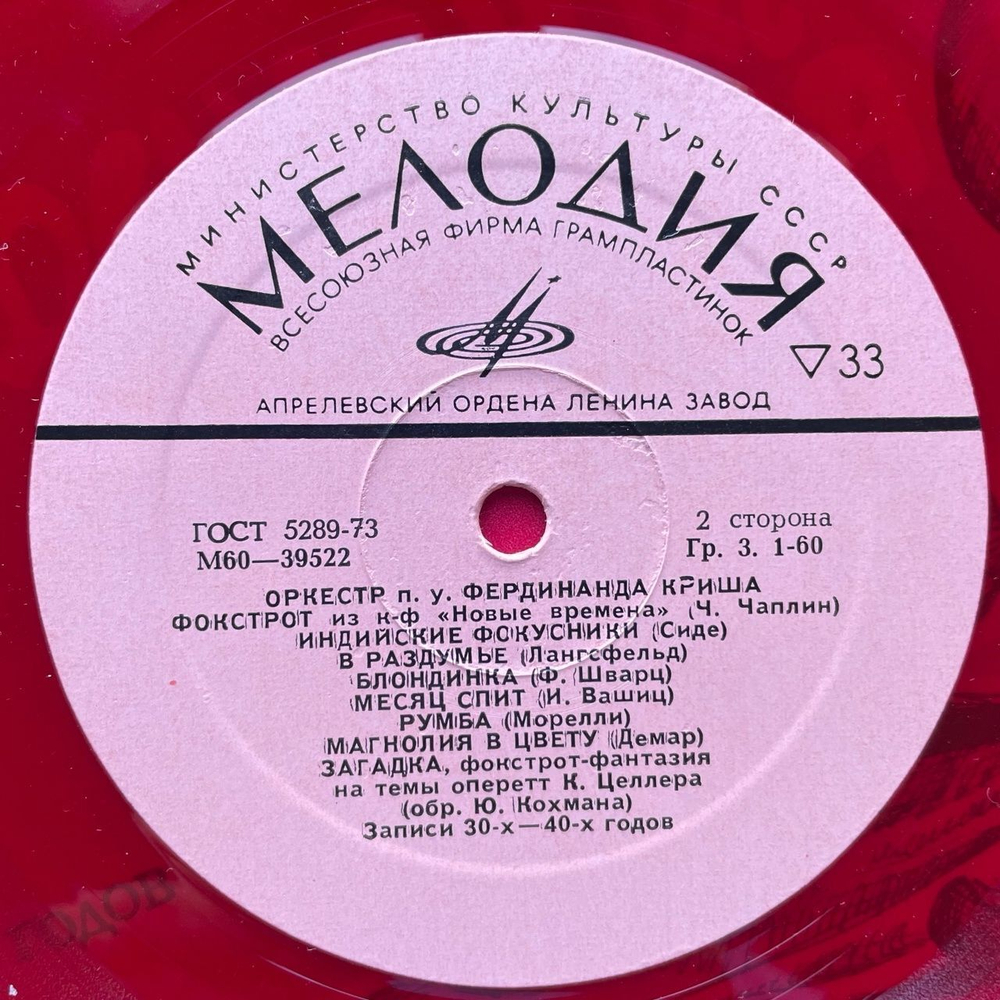 МИНИСТЕРСТВО КУЛЬТУРЫ СССР
МЕЛОДИЯ
ВСЕСОЮЗНАЯ ФИРМА ГРАМПЛАСТИНОК
▽33
АПРЕЛЕВСКИЙ ОРДЕНА ЛЕНИНА ЗАВОД
ГОСТ 5289-73
М60—39522
2 сторона
Гр. 3. 1-60
ОРКЕСТР п. у. ФЕРДИНАНДА КРИША
ФОКСТРОТ из к-ф «Новые времена» (Ч. Чаплин)
ИНДИЙСКИЕ ФОКУСНИКИ (Сиде)
В РАЗДУМЬЕ (Лангсфельд)
БЛОНДИНКА (Ф. Шварц)
МЕСЯЦ СПИТ (И. Вашиц)
РУМБА (Морелли)
МАГНОЛИЯ В ЦВЕТУ (Демар)
ЗАГАДКА, фокстрот-фантазия
на темы оперетт К. Целлера
(обр. Ю. Кохмана)
Записи 30-х—40-х годов
ГОДОВ